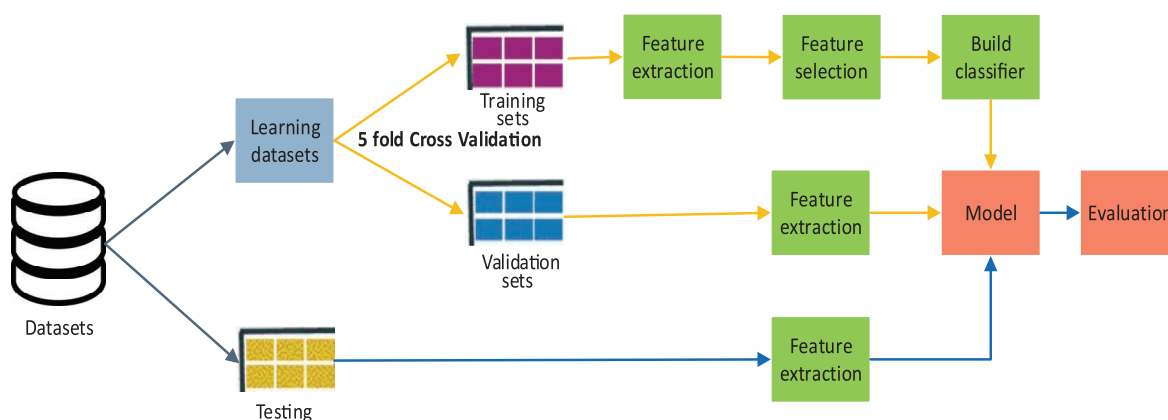 Feature
extraction
Feature
selection
Build
classifier
Training
sets
Learning
datasets
5 fold Cross Validation
Feature
extraction
Model
Evaluation
Validation
sets
Datasets
Feature
extraction
Testing